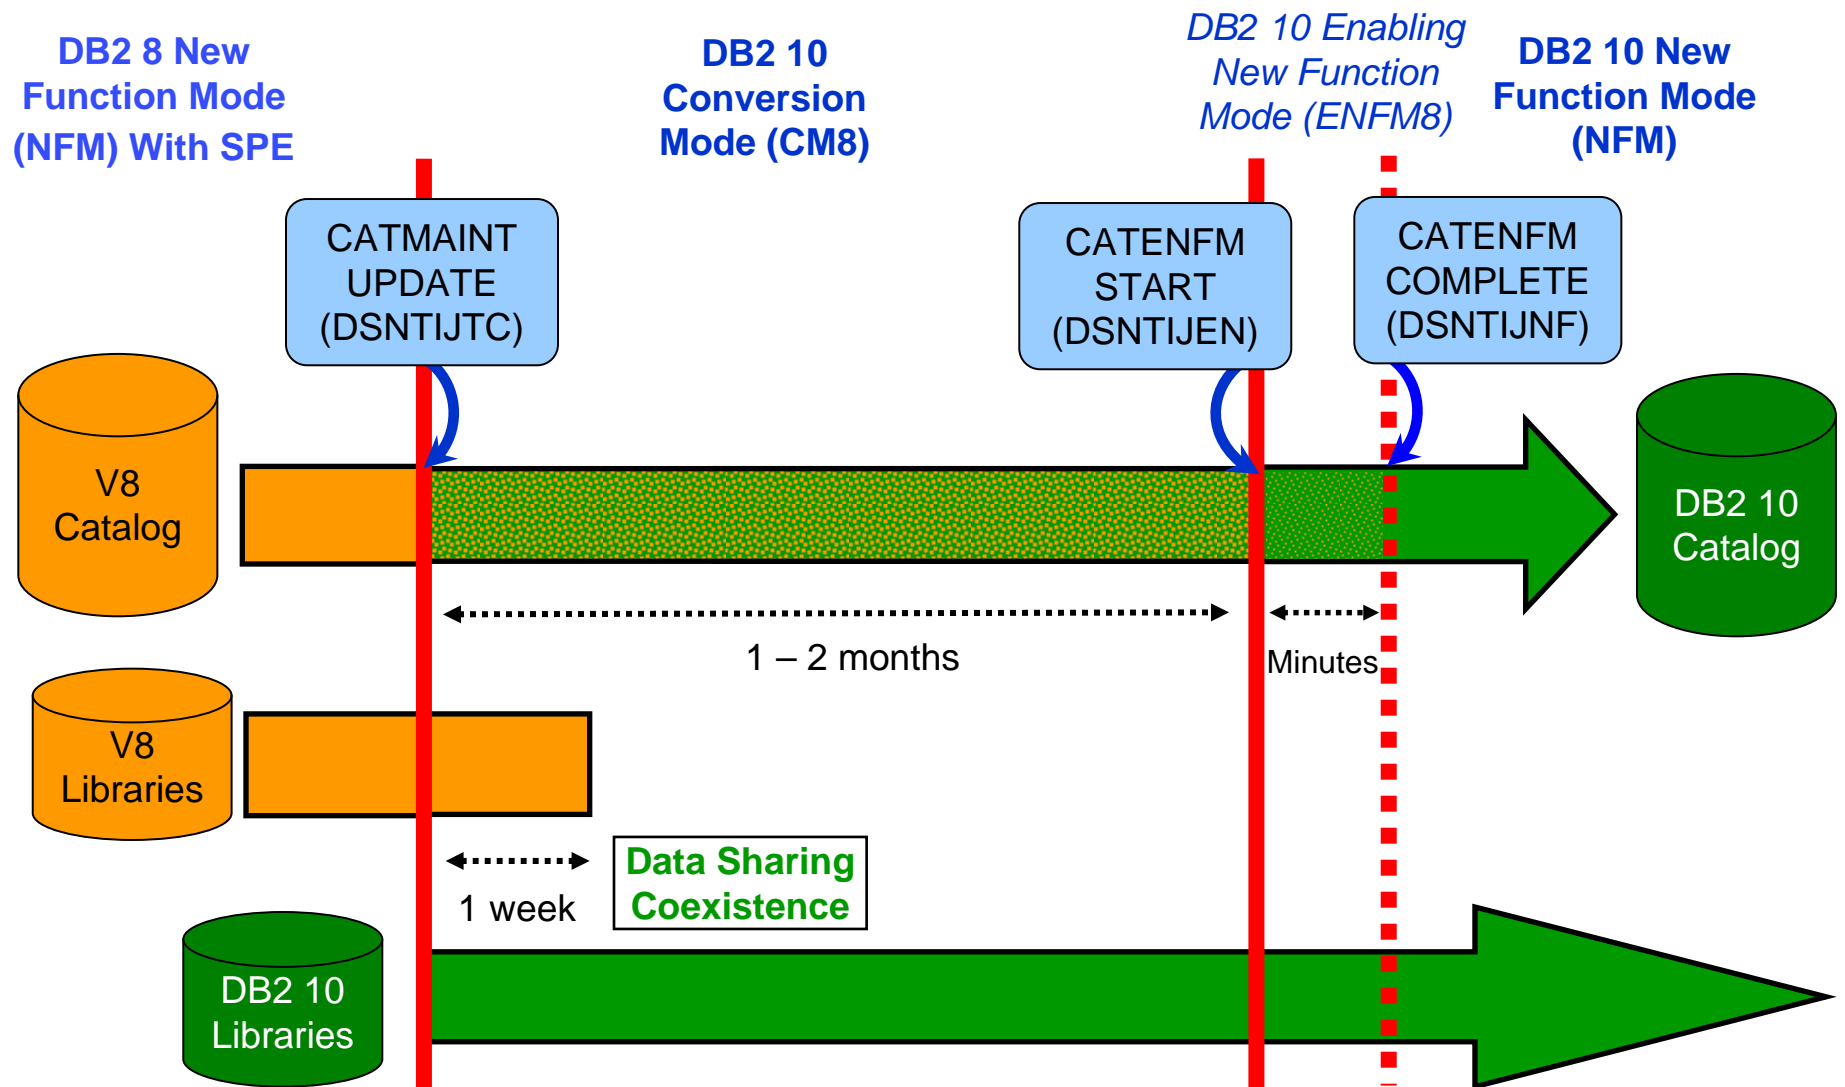 DB2 8 New
Function Mode
(NFM) With SPE
DB2 10
Conversion
Mode (CM8)
DB2 10 Enabling
New Function
Mode (ENFM8)
DB2 10 New
Function Mode
(NFM)
CATMAINT
UPDATE
(DSNTIJTC)
CATENFM
START
(DSNTIJEN)
CATENFM
COMPLETE
(DSNTIJNF)
V8
Catalog
DB2 10
Catalog
1 – 2 months
Minutes
V8
Libraries
1 week
Data Sharing
Coexistence
DB2 10
Libraries